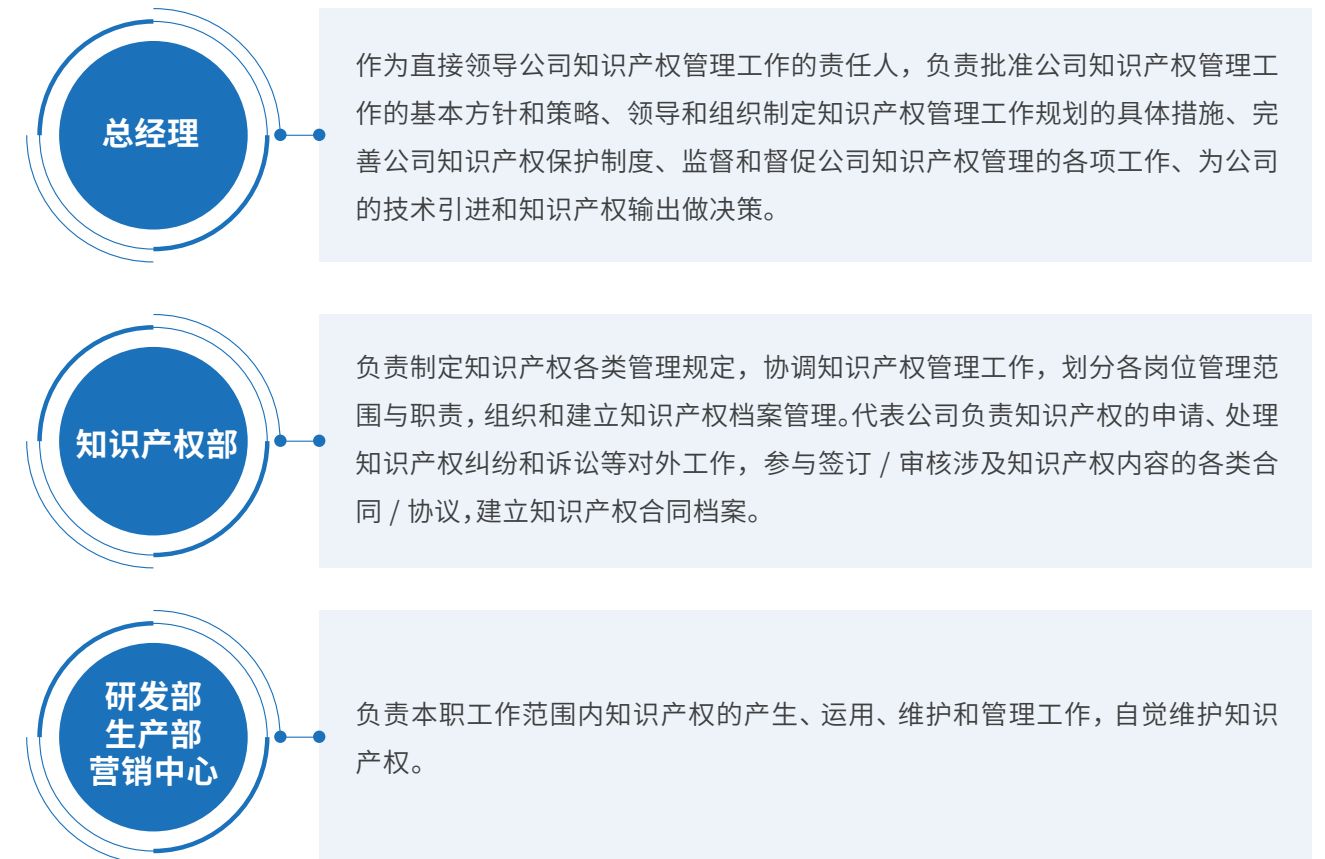 总经理
作为直接领导公司知识产权管理工作的责任人，负责批准公司知识产权管理工
作的基本方针和策略、领导和组织制定知识产权管理工作规划的具体措施、完
善公司知识产权保护制度、监督和督促公司知识产权管理的各项工作、为公司
的技术引进和知识产权输出做决策。
知识产权部
负责制定知识产权各类管理规定，协调知识产权管理工作，划分各岗位管理范
围与职责，组织和建立知识产权档案管理。代表公司负责知识产权的申请、处理
知识产权纠纷和诉讼等对外工作，参与签订 / 审核涉及知识产权内容的各类合
同 / 协议，建立知识产权合同档案。
研发部
生产部
营销中心
负责本职工作范围内知识产权的产生、运用、维护和管理工作，自觉维护知识
产权。